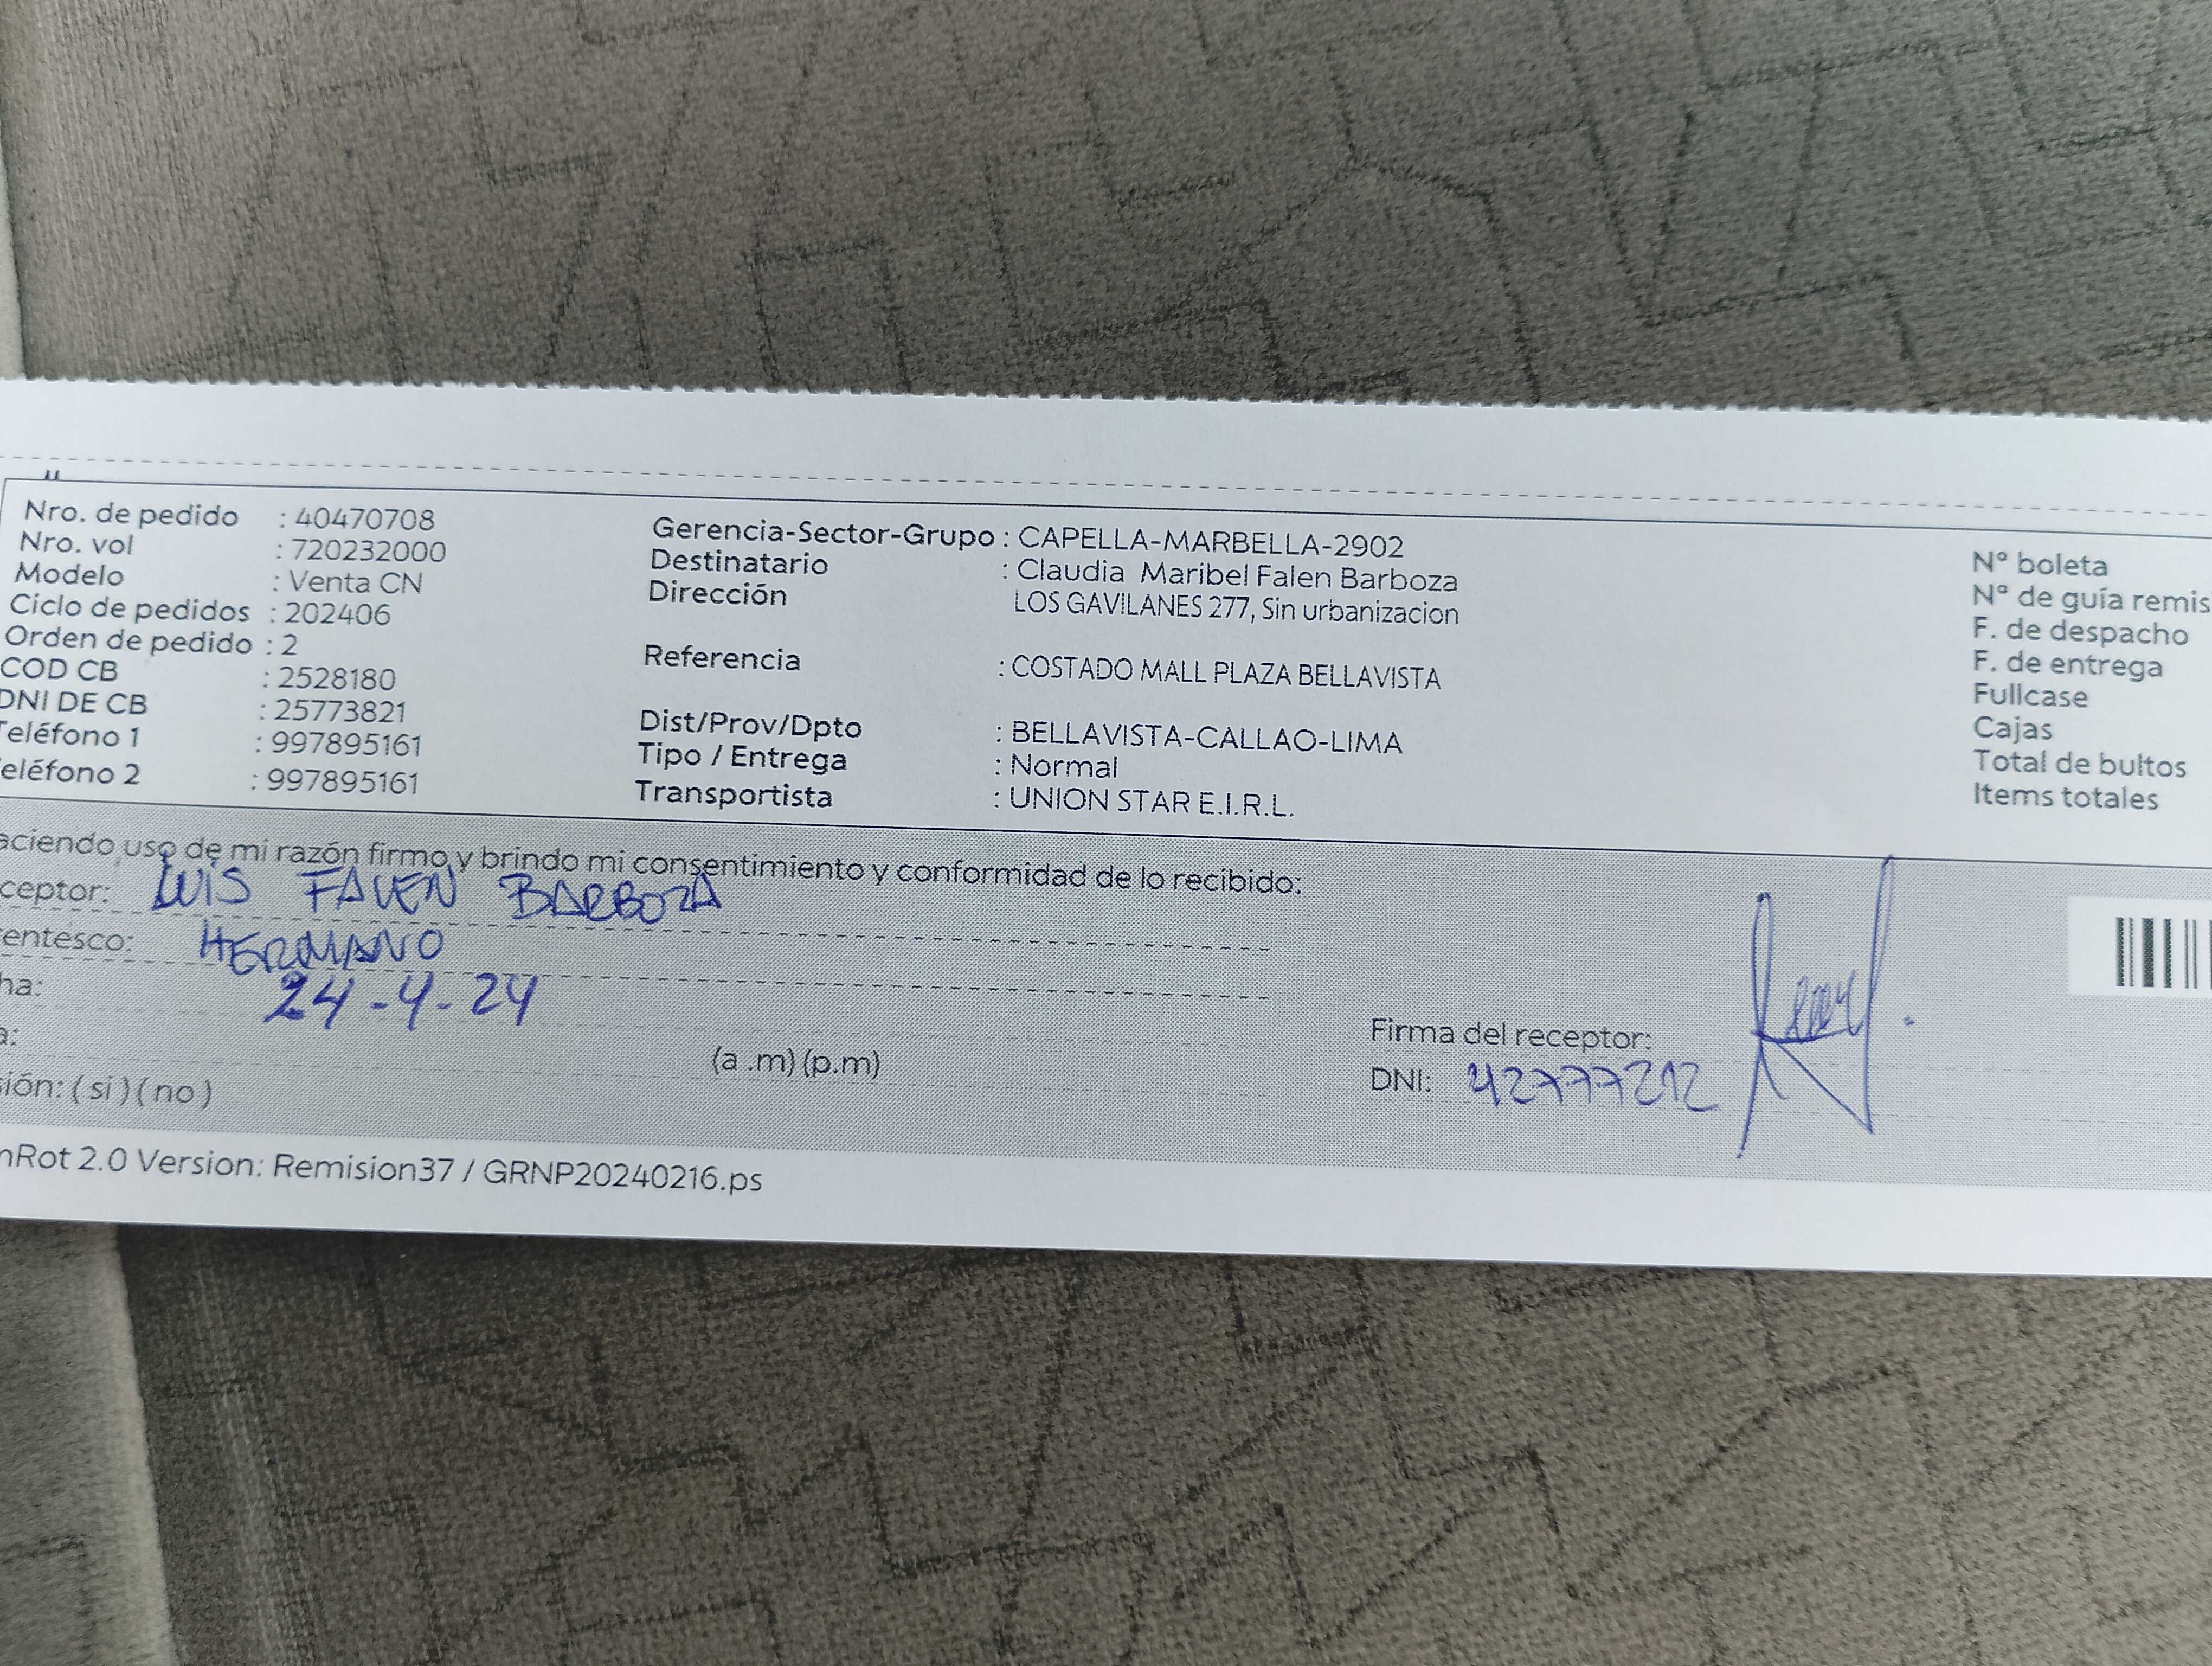 Nro. de pedido : 40470708
Nro. vol : 720232000
Modelo : Venta CN
Ciclo de pedidos : 202406
Orden de pedido : 2
COD CB : 2528180
DNI DE CB : 25773821
Teléfono 1 : 997895161
eléfono 2 : 997895161
Gerencia-Sector-Grupo : CAPELLA-MARBELLA-2902
Destinatario : Claudia Maribel Falen Barboza
Dirección LOS GAVILANES 277, Sin urbanizacion
Referencia : COSTADO MALL PLAZA BELLAVISTA
Dist/Prov/Dpto : BELLAVISTA-CALLAO-LIMA
Tipo / Entrega : Normal
Transportista : UNION STAR E.I.R.L.
N° boleta
N° de guía remis
F. de despacho
F. de entrega
Fullcase
Cajas
Total de bultos
Items totales
aciendo uso de mi razón firmo y brindo mi consentimiento y conformidad de lo recibido:
ceptor: LUIS FALEN BARBOZA
entesco: HERMANO
ha: 24-4-24
a: (a .m) (p.m)
sión: ( si ) ( no )
Firma del receptor:
DNI: 42777212
nRot 2.0 Version: Remision37 / GRNP20240216.ps